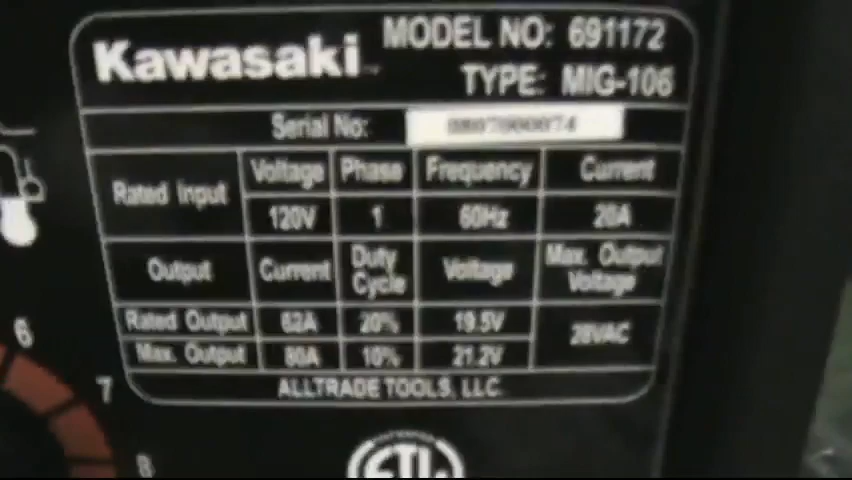 Kawasaki MODEL NO: 691172
TYPE: MIG-106
Serial No:
Rated Input Voltage Phase Frequency Current
120V 1 60Hz 20A
Output Current Duty Cycle Voltage Max. Output Voltage
Rated Output 62A 20% 19.5V 28VAC
Max. Output 80A 10% 21.2V
ALLTRADE TOOLS, LLC.
6
7
8
ETL